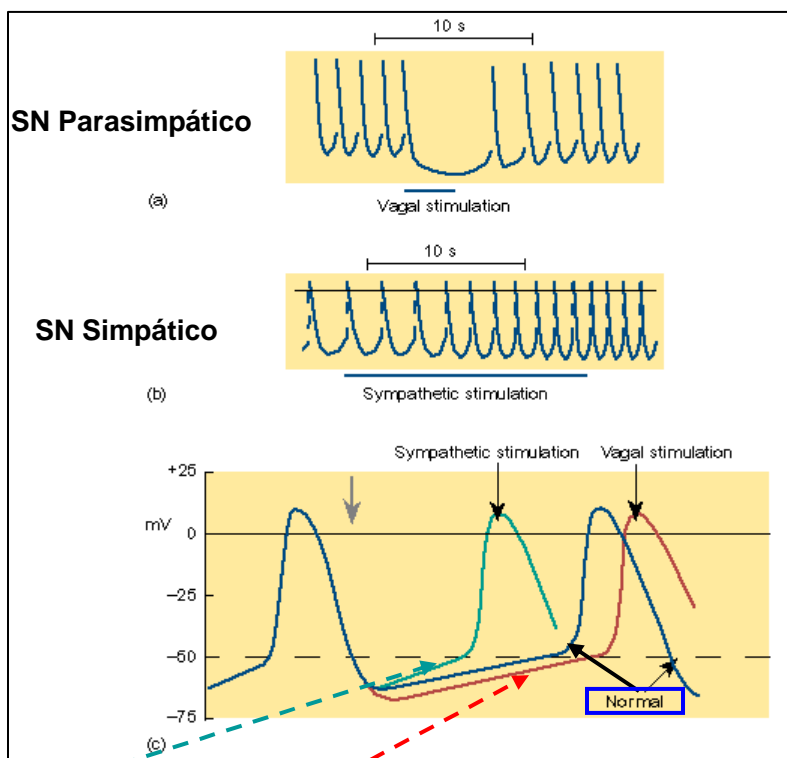 10 s
SN Parasimpático
(a)
Vagal stimulation
10 s
SN Simpático
(b)
Sympathetic stimulation
Sympathetic stimulation
Vagal stimulation
+25
mV
0
−25
−50
Normal
−75
(c)